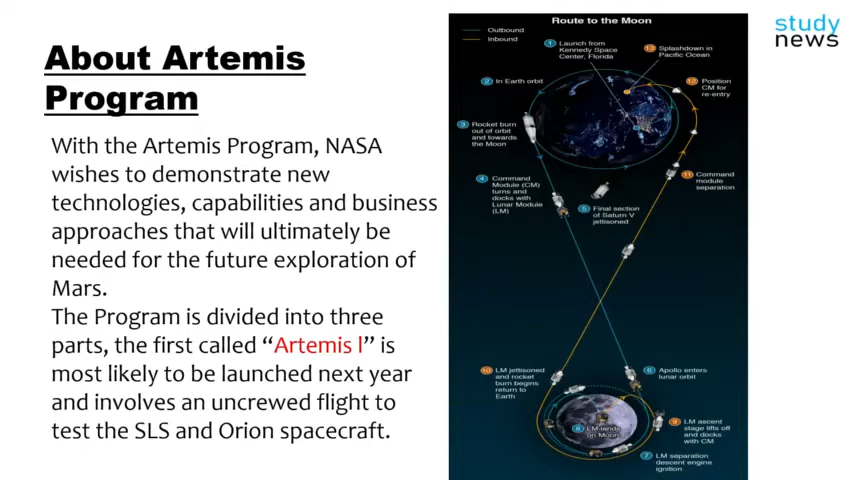 About Artemis
Program
With the Artemis Program, NASA
wishes to demonstrate new
technologies, capabilities and business
approaches that will ultimately be
needed for the future exploration of
Mars.
The Program is divided into three
parts, the first called “Artemis l” is
most likely to be launched next year
and involves an uncrewed flight to
test the SLS and Orion spacecraft.
study
news
Route to the Moon
Outbound
Inbound
1 Launch from
Kennedy Space
Center, Florida
13 Splashdown in
Pacific Ocean
2 In Earth orbit
12 Position
CM for
re-entry
3 Rocket burn
out of orbit
and towards
the Moon
4 Command
Module (CM)
turns and
docks with
Lunar Module
(LM)
5 Final section
of Saturn V
jettisoned
11 Command
module
separation
10 LM jettisoned
and rocket
burn begins
return to
Earth
6 Apollo enters
lunar orbit
8 LM lands
on Moon
9 LM ascent
stage lifts off
and docks
with CM
7 LM separation
descent engine
ignition